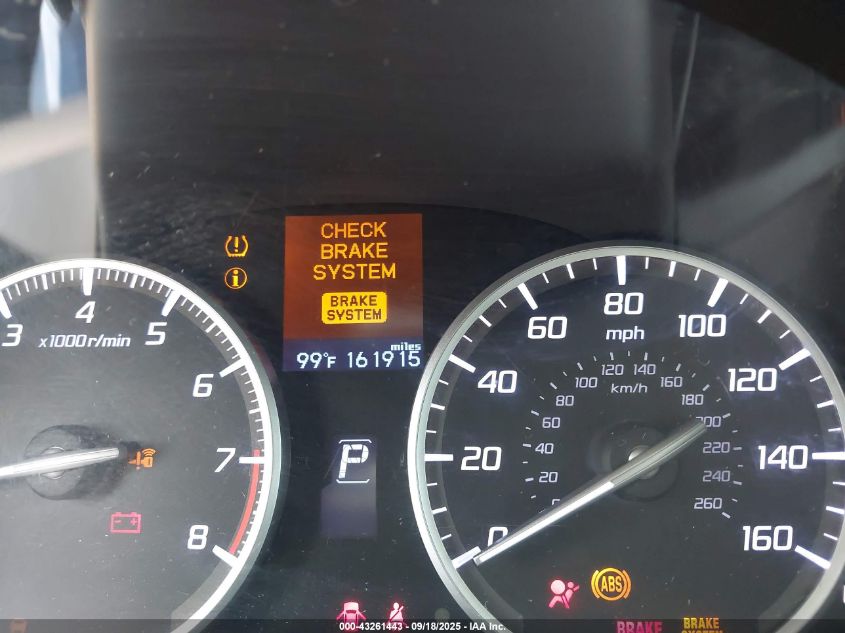 CHECK
BRAKE
SYSTEM
BRAKE
SYSTEM
miles
99°F 161915
3 4 5 6 7 8
x1000r/min
P
0 20 40 60 80 100 120 140 160
mph
0 20 40 60 80 100 120 140 160 180 200 220 240 260
km/h
ABS
BRAKE
BRAKE
SYSTEM
000-43261443 - 09/18/2025 - IAA Inc.